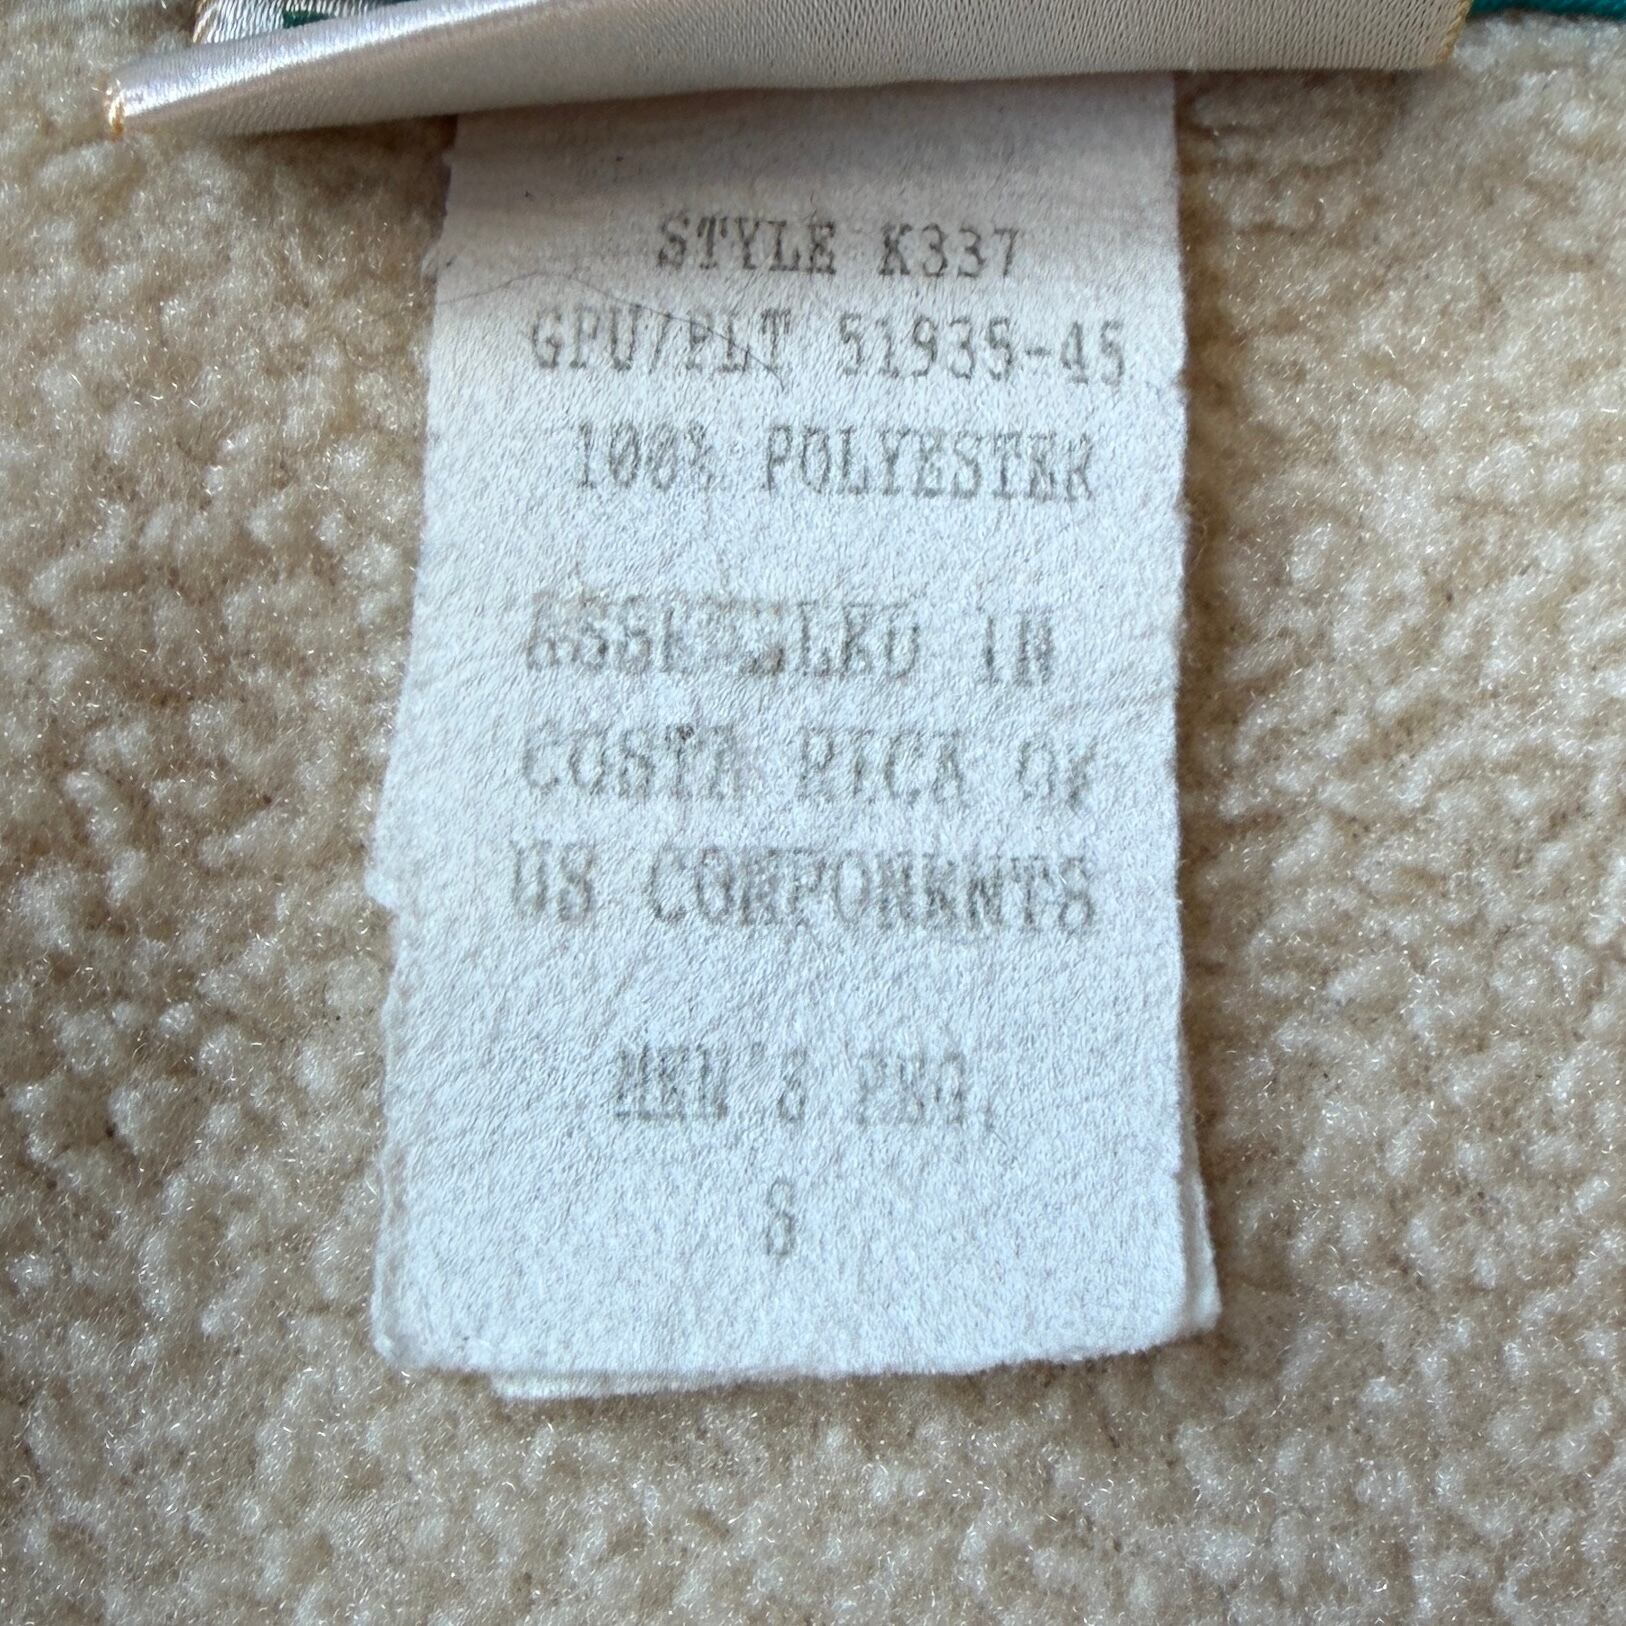 STYLE K337
GPU/PLT 51935-45
100% POLYESTER
ASSEMBLED IN
COSTA RICA OF
US COMPONENTS
MEN'S REG.
S